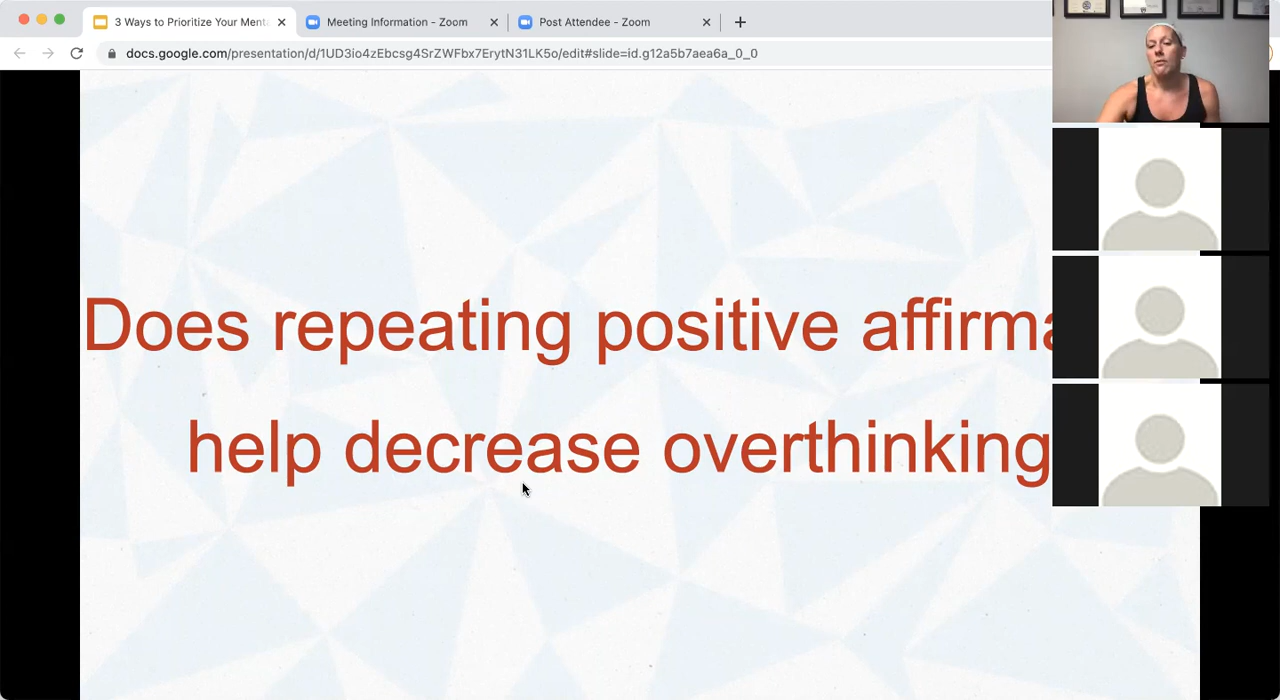 3 Ways to Prioritize Your Menta
Meeting Information - Zoom
Post Attendee - Zoom
docs.google.com/presentation/d/1UD3io4zEbcsg4SrZWFbx7ErytN31LK5o/edit#slide=id.g12a5b7aea6a_0_0
Does repeating positive affirma
help decrease overthinking